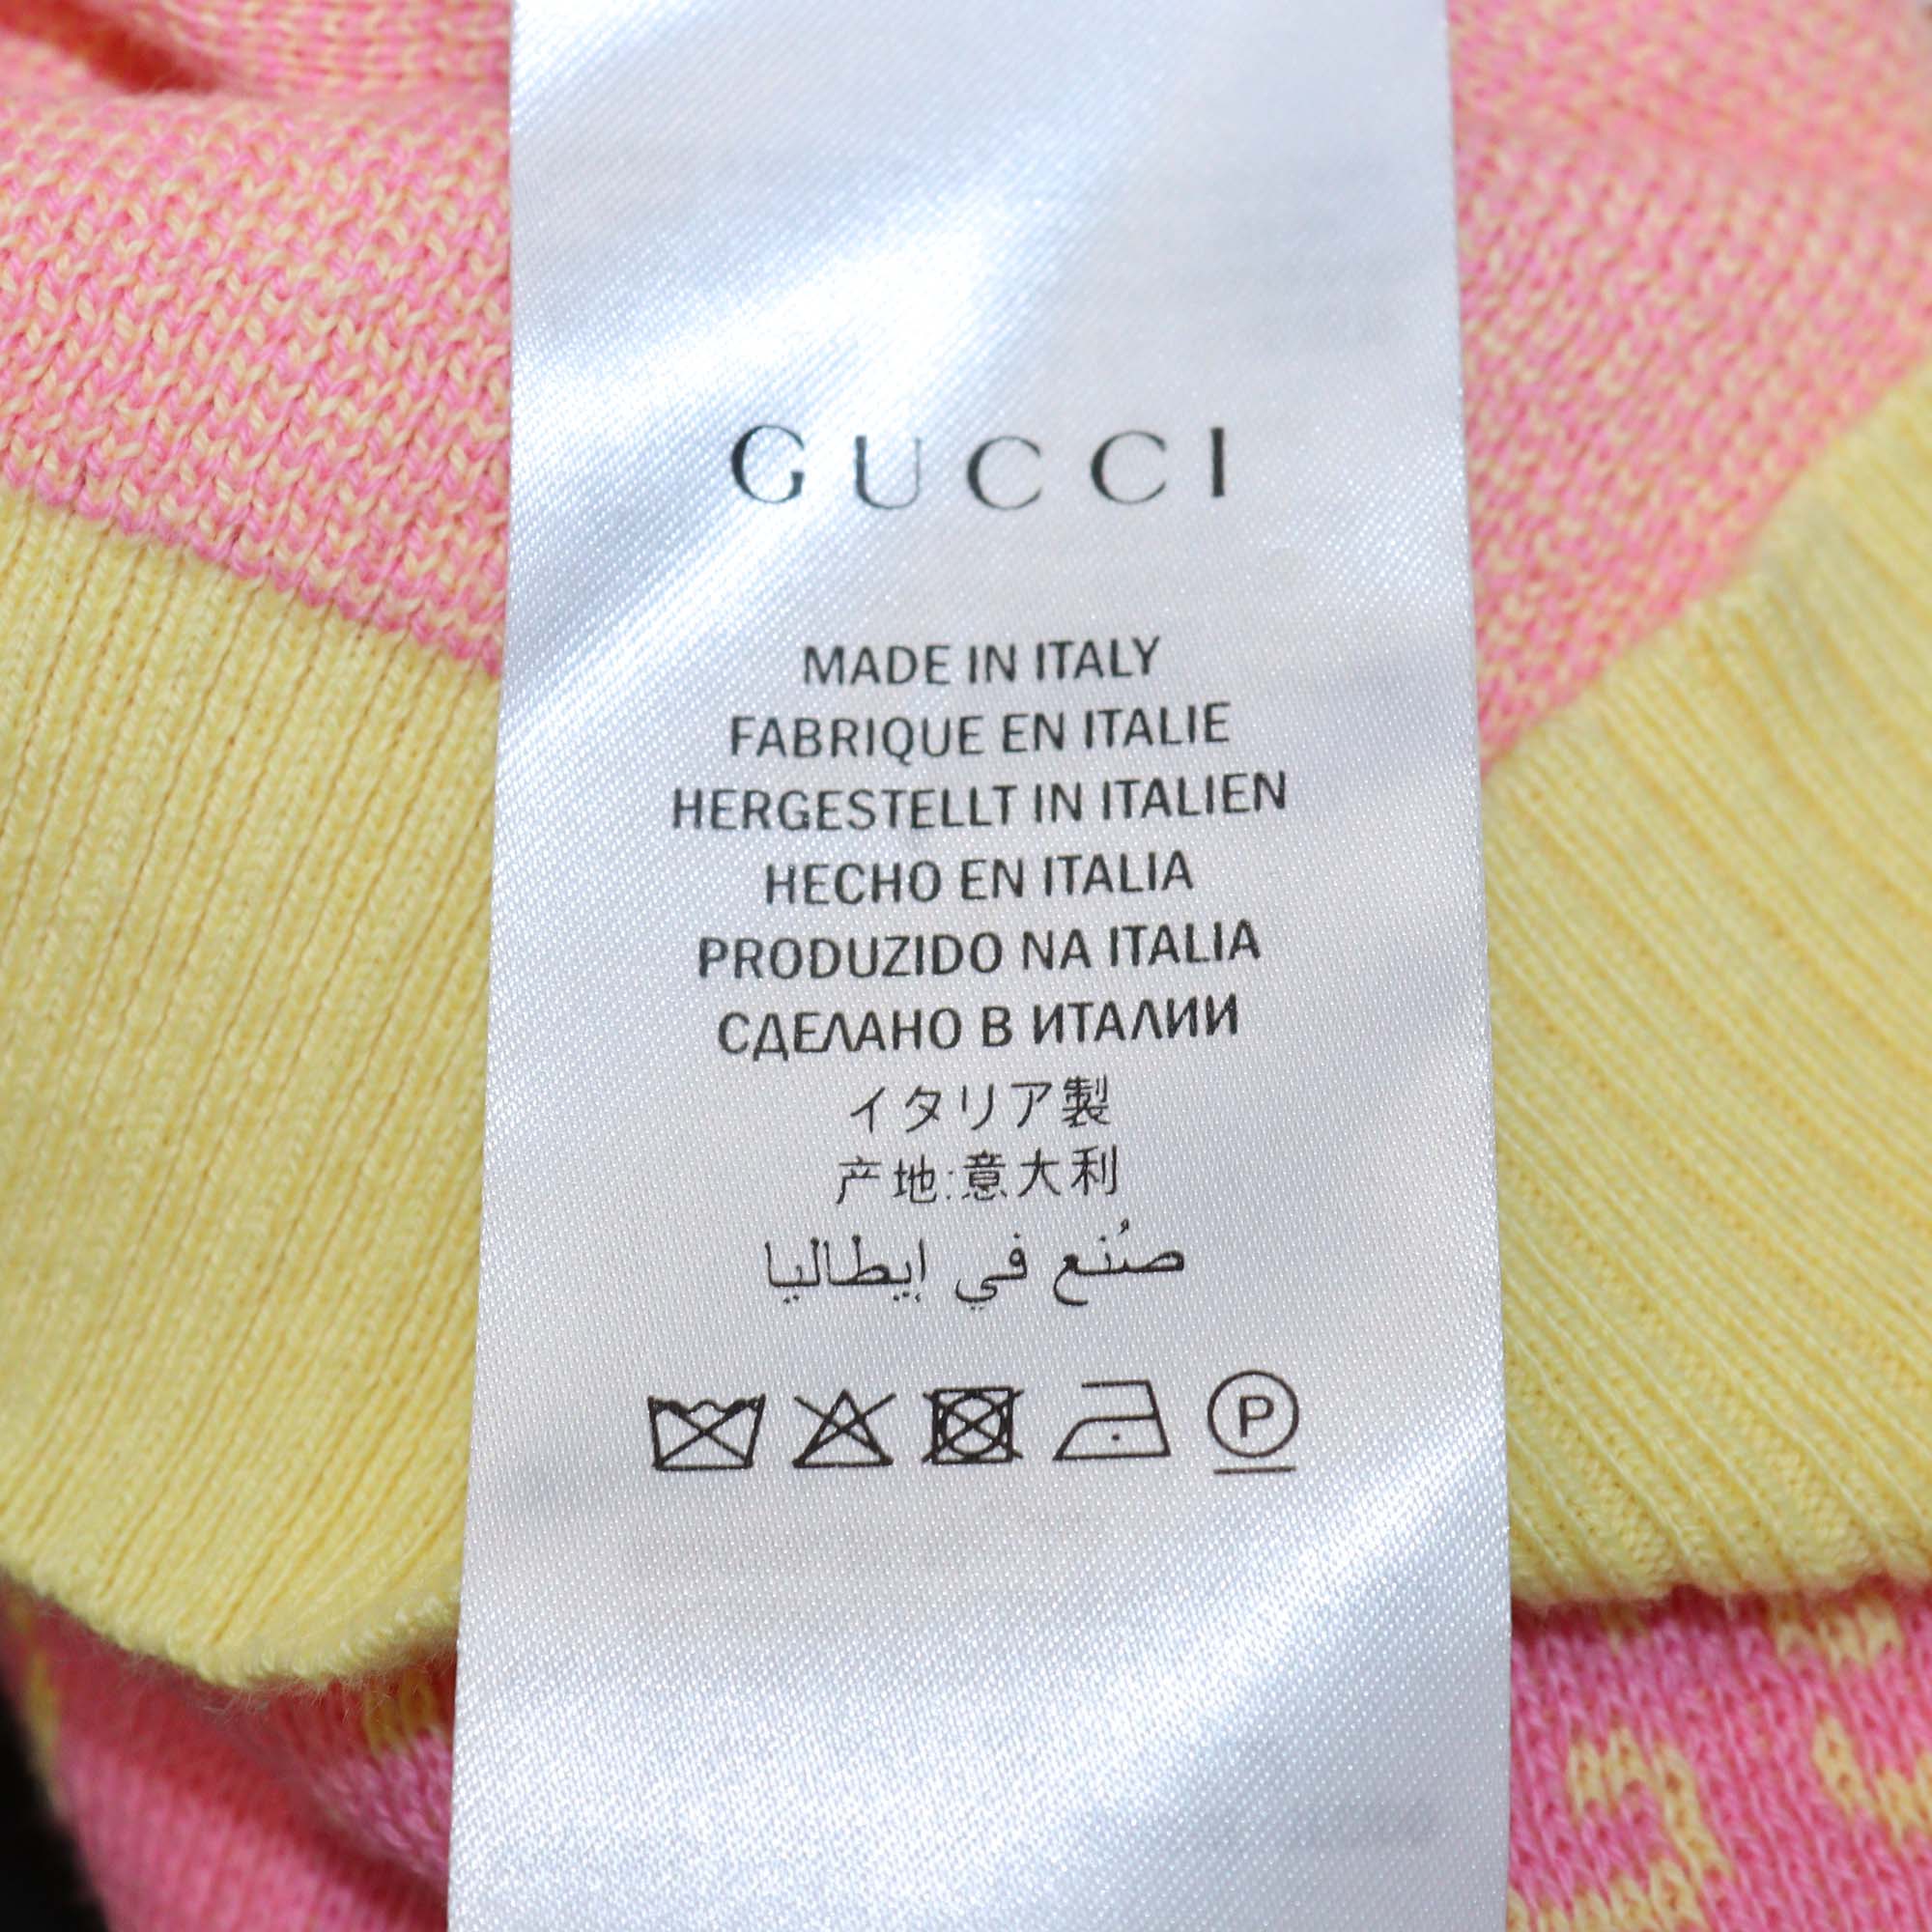 GUCCI
MADE IN ITALY
FABRIQUE EN ITALIE
HERGESTELLT IN ITALIEN
HECHO EN ITALIA
PRODUZIDO NA ITALIA
СДЕЛАНО В ИТАЛИИ
イタリア製
产地:意大利
صُنع في إيطاليا
P